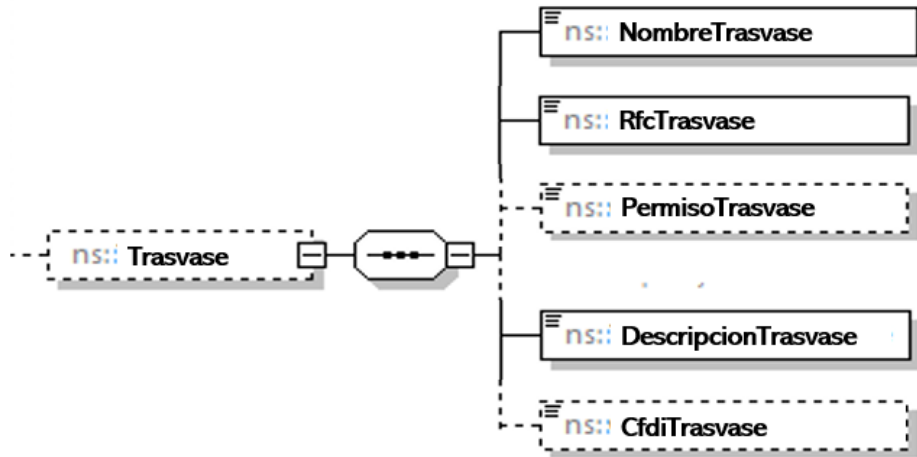 ns:: NombreTrasvase
ns:: RfcTrasvase
ns:: PermisoTrasvase
ns:: Trasvase
ns:: DescripcionTrasvase
ns:: CfdiTrasvase